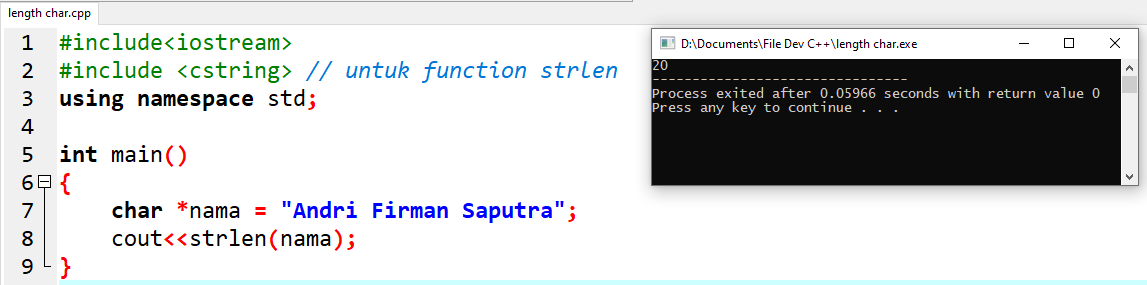 length char.cpp
1 #include<iostream>
2 #include <cstring> // untuk function strlen
3 using namespace std;
4
5 int main()
6 {
7 char *nama = "Andri Firman Saputra";
8 cout<<strlen(nama);
9 }
D:\Documents\File Dev C++\length char.exe
20
--------------------------------
Process exited after 0.05966 seconds with return value 0
Press any key to continue . . .